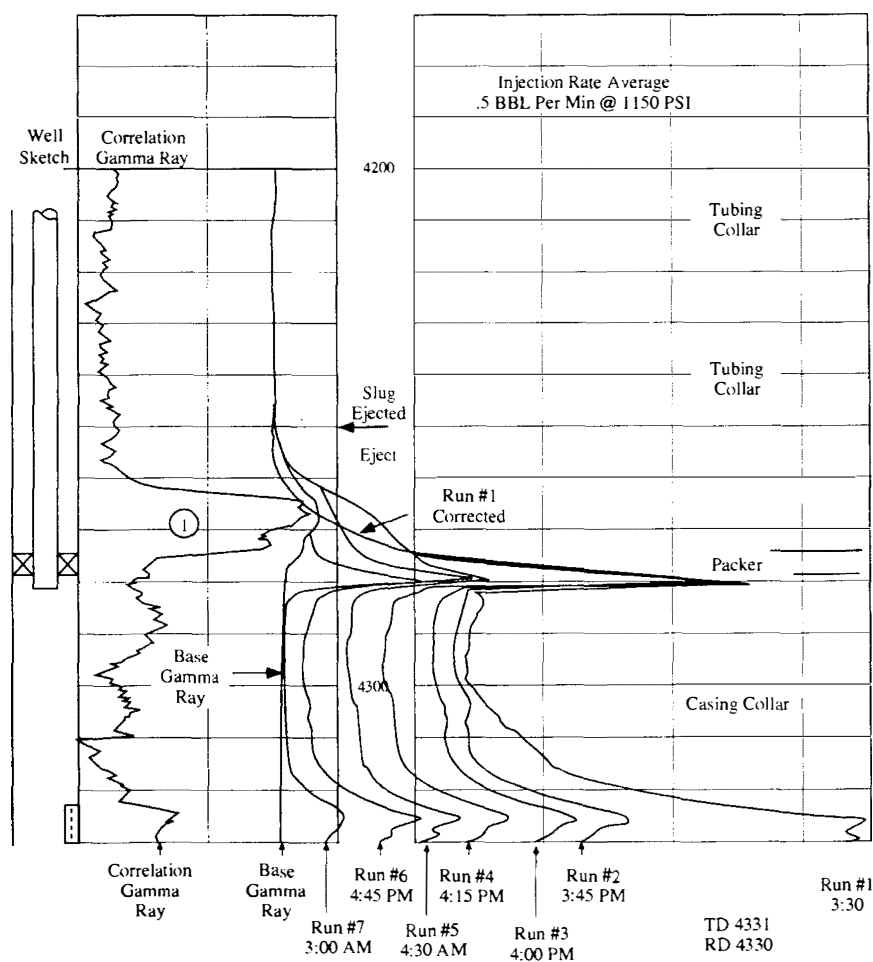 Injection Rate Average
.5 BBL Per Min @ 1150 PSI
Well
Sketch
Correlation
Gamma Ray
4200
Tubing
Collar
Tubing
Collar
Slug
Ejected
Eject
Run #1
Corrected
1
Packer
Base
Gamma
Ray
4300
Casing Collar
Correlation
Gamma
Ray
Base
Gamma
Ray
Run #6
4:45 PM
Run #4
4:15 PM
Run #2
3:45 PM
Run #1
3:30
Run #7
3:00 AM
Run #5
4:30 AM
Run #3
4:00 PM
TD 4331
RD 4330